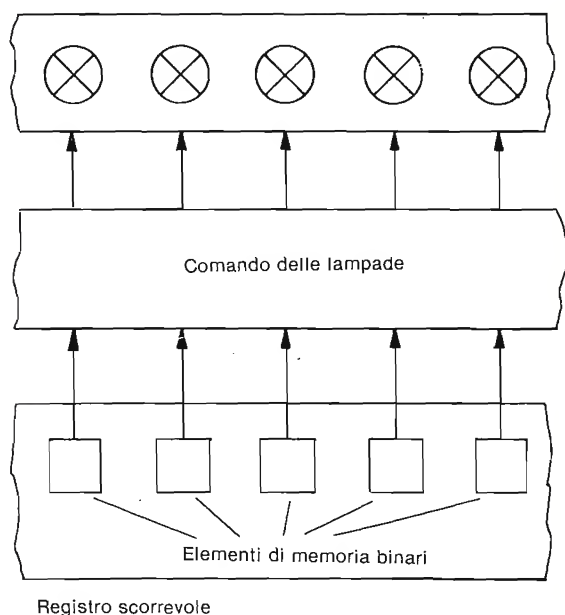 Comando delle lampade
Elementi di memoria binari
Registro scorrevole